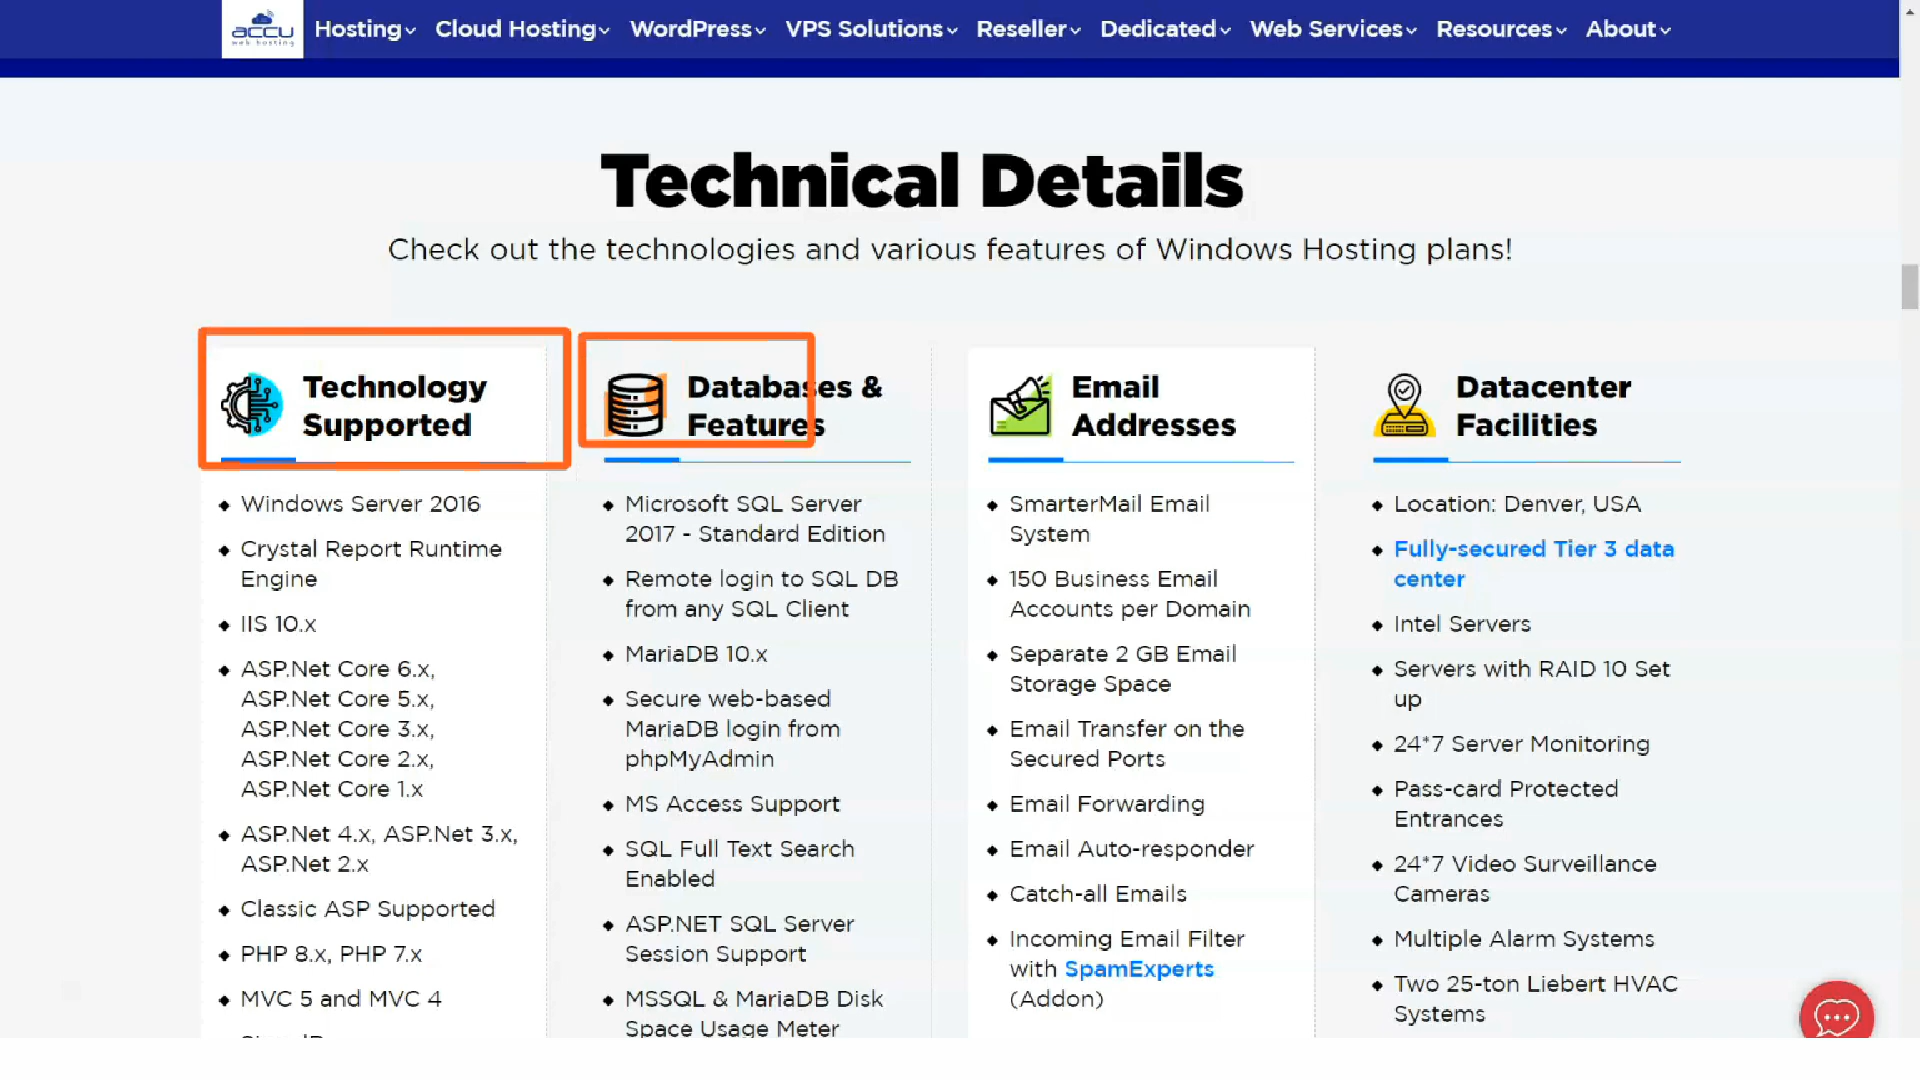 accu
web hosting
Hosting
Cloud Hosting
WordPress
VPS Solutions
Reseller
Dedicated
Web Services
Resources
About
Technical Details
Check out the technologies and various features of Windows Hosting plans!
Technology
Supported
Windows Server 2016
Crystal Report Runtime
Engine
IIS 10.x
ASP.Net Core 6.x,
ASP.Net Core 5.x,
ASP.Net Core 3.x,
ASP.Net Core 2.x,
ASP.Net Core 1.x
ASP.Net 4.x, ASP.Net 3.x,
ASP.Net 2.x
Classic ASP Supported
PHP 8.x, PHP 7.x
MVC 5 and MVC 4
Databases &
Features
Microsoft SQL Server
2017 - Standard Edition
Remote login to SQL DB
from any SQL Client
MariaDB 10.x
Secure web-based
MariaDB login from
phpMyAdmin
MS Access Support
SQL Full Text Search
Enabled
ASP.NET SQL Server
Session Support
MSSQL & MariaDB Disk
Space Usage Meter
Email
Addresses
SmarterMail Email
System
150 Business Email
Accounts per Domain
Separate 2 GB Email
Storage Space
Email Transfer on the
Secured Ports
Email Forwarding
Email Auto-responder
Catch-all Emails
Incoming Email Filter
with SpamExperts
(Addon)
Datacenter
Facilities
Location: Denver, USA
Fully-secured Tier 3 data
center
Intel Servers
Servers with RAID 10 Set
up
24*7 Server Monitoring
Pass-card Protected
Entrances
24*7 Video Surveillance
Cameras
Multiple Alarm Systems
Two 25-ton Liebert HVAC
Systems